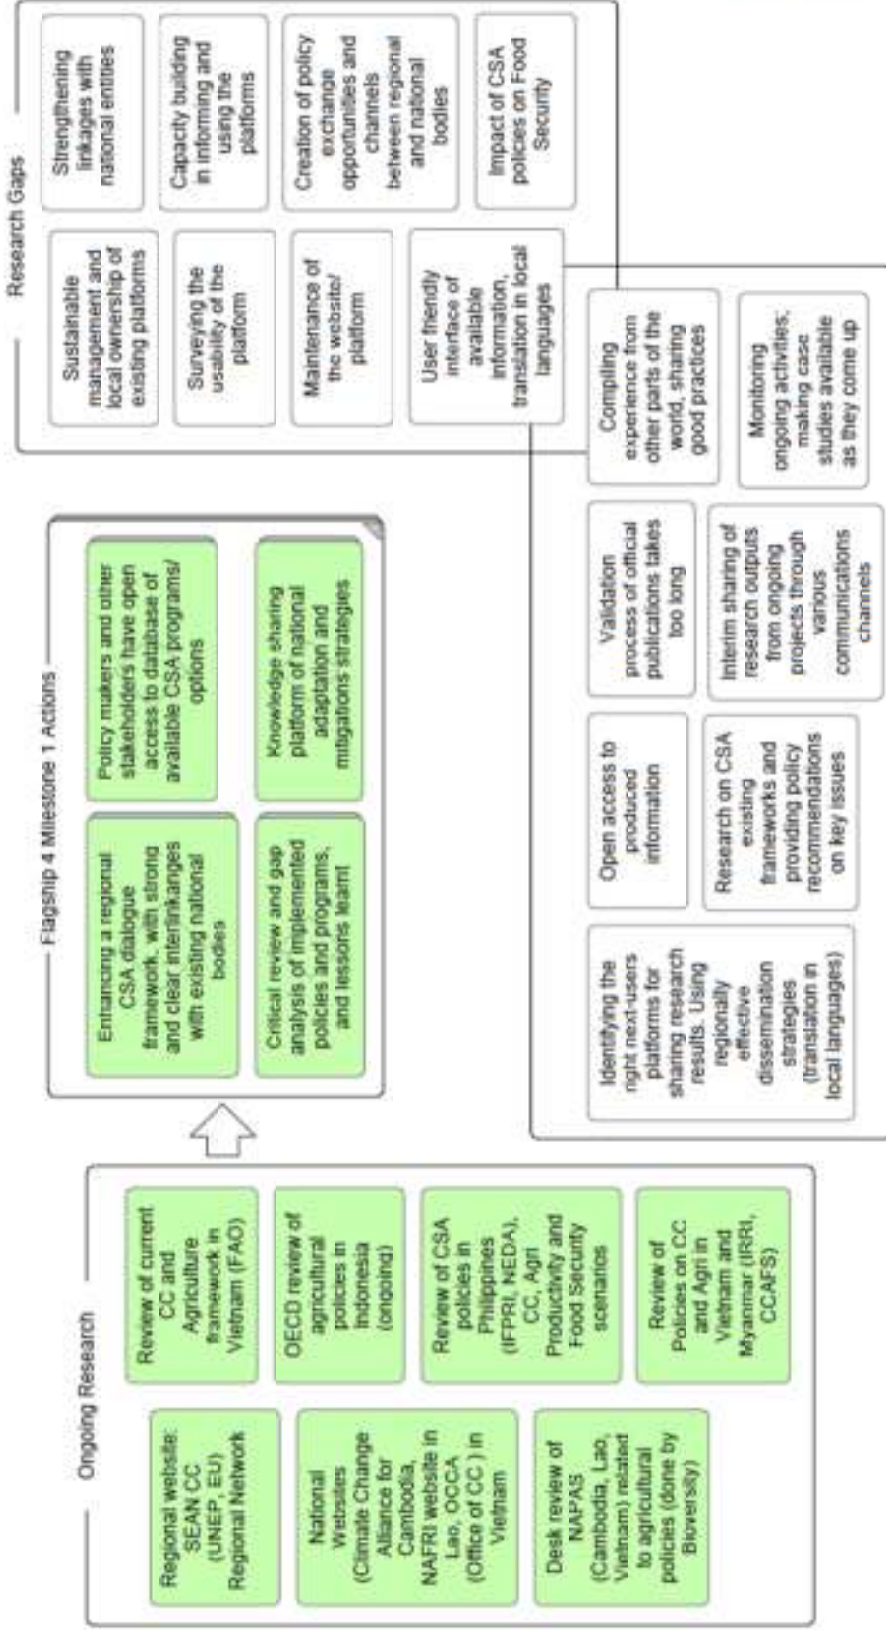 Ongoing Research
Regional website:
SEAN CC
(UNEP, EU)
Regional Network
Review of current
CC and
Agriculture
framework in
Vietnam (FAO)
National
Websites
(Climate Change
Alliance for
Cambodia,
NAFRI website in
Lao, OCCA
(Office of CC ) in
Vietnam
OECD review of
agricultural
policies in
Indonesia
(ongoing)
Desk review of
NAPAS
(Cambodia, Lao,
Vietnam) related
to agricultural
policies (done by
Bioversity)
Review of CSA
policies in
Philippines
(IFPRI, NEDA),
CC, Agri
Productivity and
Food Security
scenarios
Review of
Policies on CC
and Agri in
Vietnam and
Myanmar (IRRI,
CCAFS)
Flagship 4 Milestone 1 Actions
Enhancing a regional
CSA dialogue
framework, with strong
and clear interlinkanges
with existing national
bodies
Policy makers and other
stakeholders have open
access to database of
available CSA programs/
options
Critical review and gap
analysis of implemented
policies and programs,
and lessons learnt
Knowledge sharing
platform of national
adaptation and
mitigations strategies
Research Gaps
Sustainable
management and
local ownership of
existing platforms
Strengthening
linkages with
national entities
Surveying the
usability of the
platform
Capacity building
in informing and
using the
platforms
Maintenance of
the website/
platform
Creation of policy
exchange
opportunities and
channels
between regional
and national
bodies
User friendly
interface of
available
information,
translation in local
languages
Impact of CSA
policies on Food
Security
Identifying the
right next-users
platforms for
sharing research
results. Using
regionally
effective
dissemination
strategies
(translation in
local languages)
Open access to
produced
information
Validation
process of official
publications takes
too long
Compiling
experience from
other parts of the
world, sharing
good practices
Research on CSA
existing
frameworks and
providing policy
recommendations
on key issues
Interim sharing of
research outputs
from ongoing
projects through
various
communications
channels
Monitoring
ongoing activities;
making case
studies available
as they come up